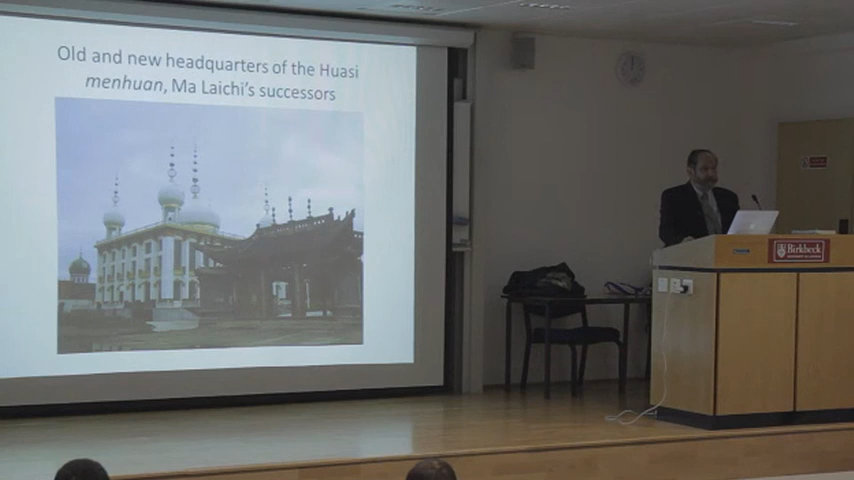 Old and new headquarters of the Huasi
menhuan, Ma Laichi's successors
Birkbeck